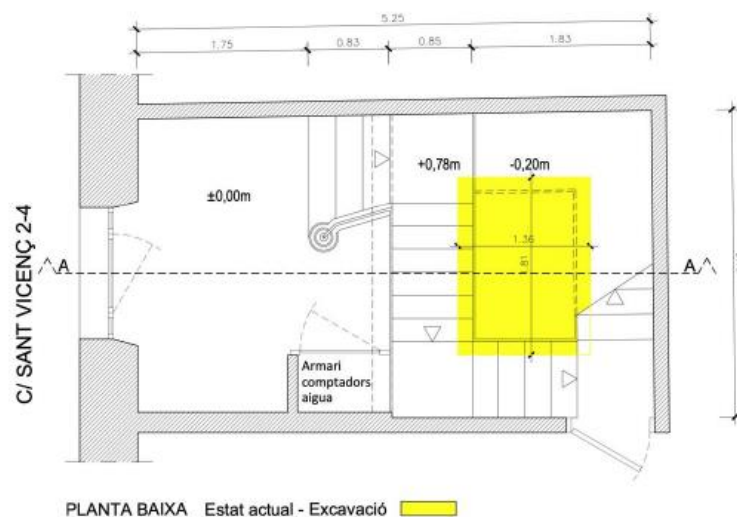 5.25
1.75 0.83 0.85 1.83
+0,78m -0,20m
±0,00m
1.36
1.81
A A
C/ SANT VICENÇ 2-4
Armari
comptadors
aigua
PLANTA BAIXA Estat actual - Excavació